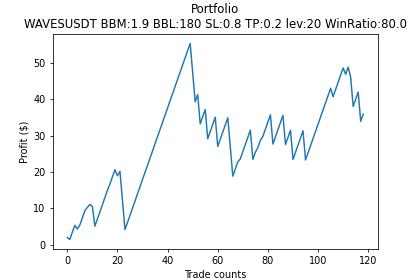 Portfolio
WAVESUSDT BBM:1.9 BBL:180 SL:0.8 TP:0.2 lev:20 WinRatio:80.0
50
40
30
20
10
0
Profit ($)
0 20 40 60 80 100 120
Trade counts